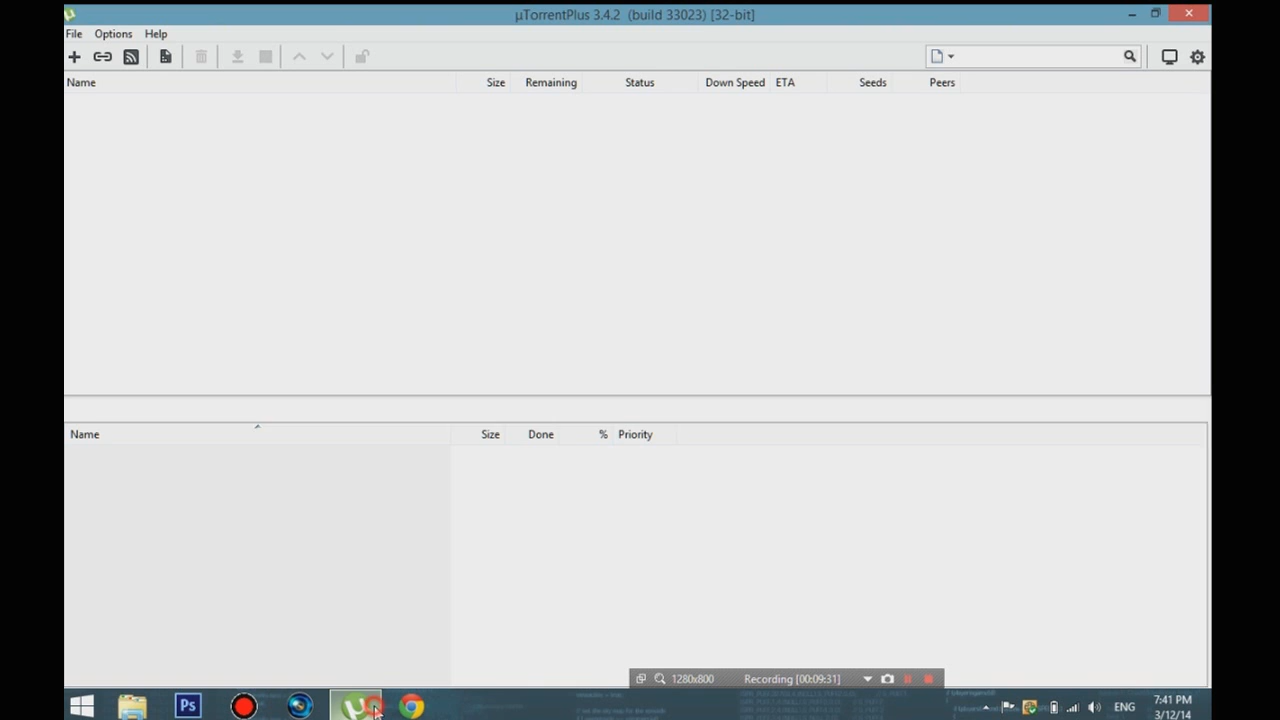 µTorrentPlus 3.4.2 (build 33023) [32-bit]
File Options Help
Name Size Remaining Status Down Speed ETA Seeds Peers
Name Size Done % Priority
1280x800 Recording [00:09:31]
Ps
ENG
7:41 PM
3/12/14